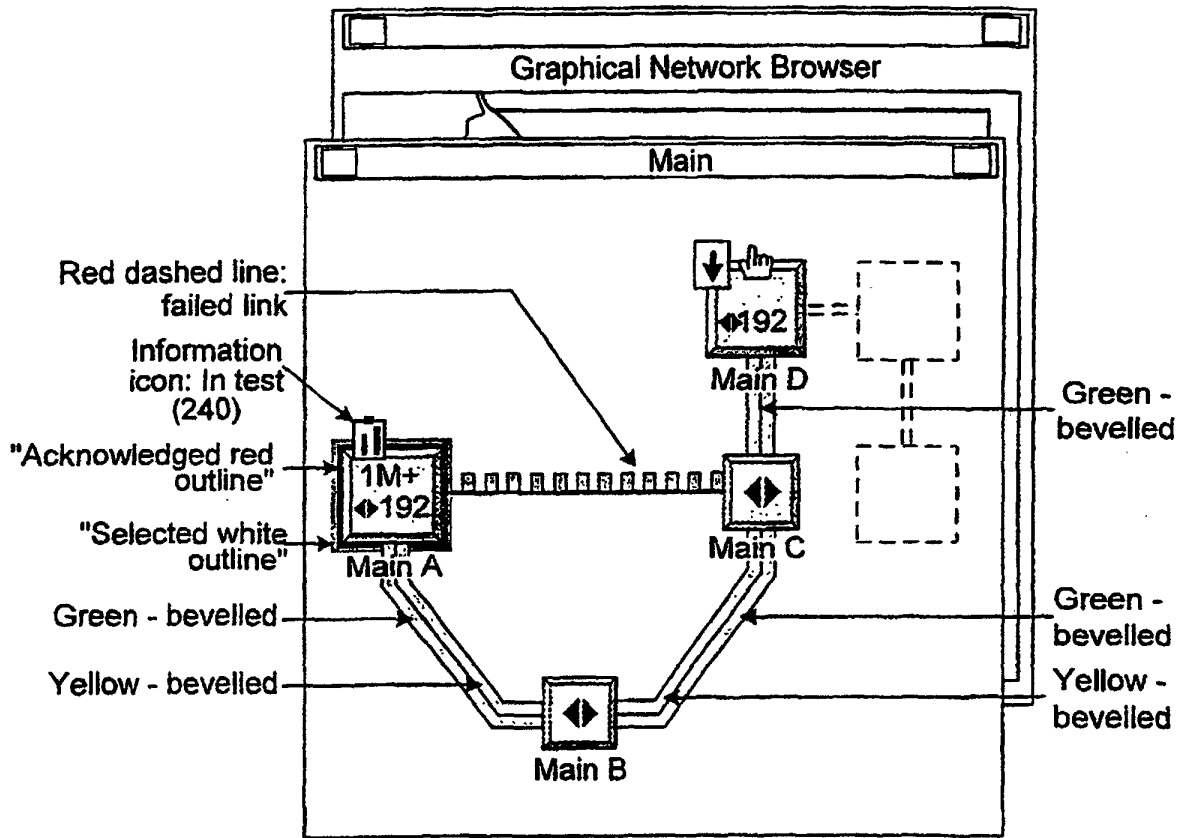 Graphical Network Browser
Main
Red dashed line:
failed link
Information
icon: In test
(240)
"Acknowledged red
outline"
"Selected white
outline"
Green - bevelled
Yellow - bevelled
192
Main D
1M+
192
Main A
Main C
Main B
Green -
bevelled
Green -
bevelled
Yellow -
bevelled